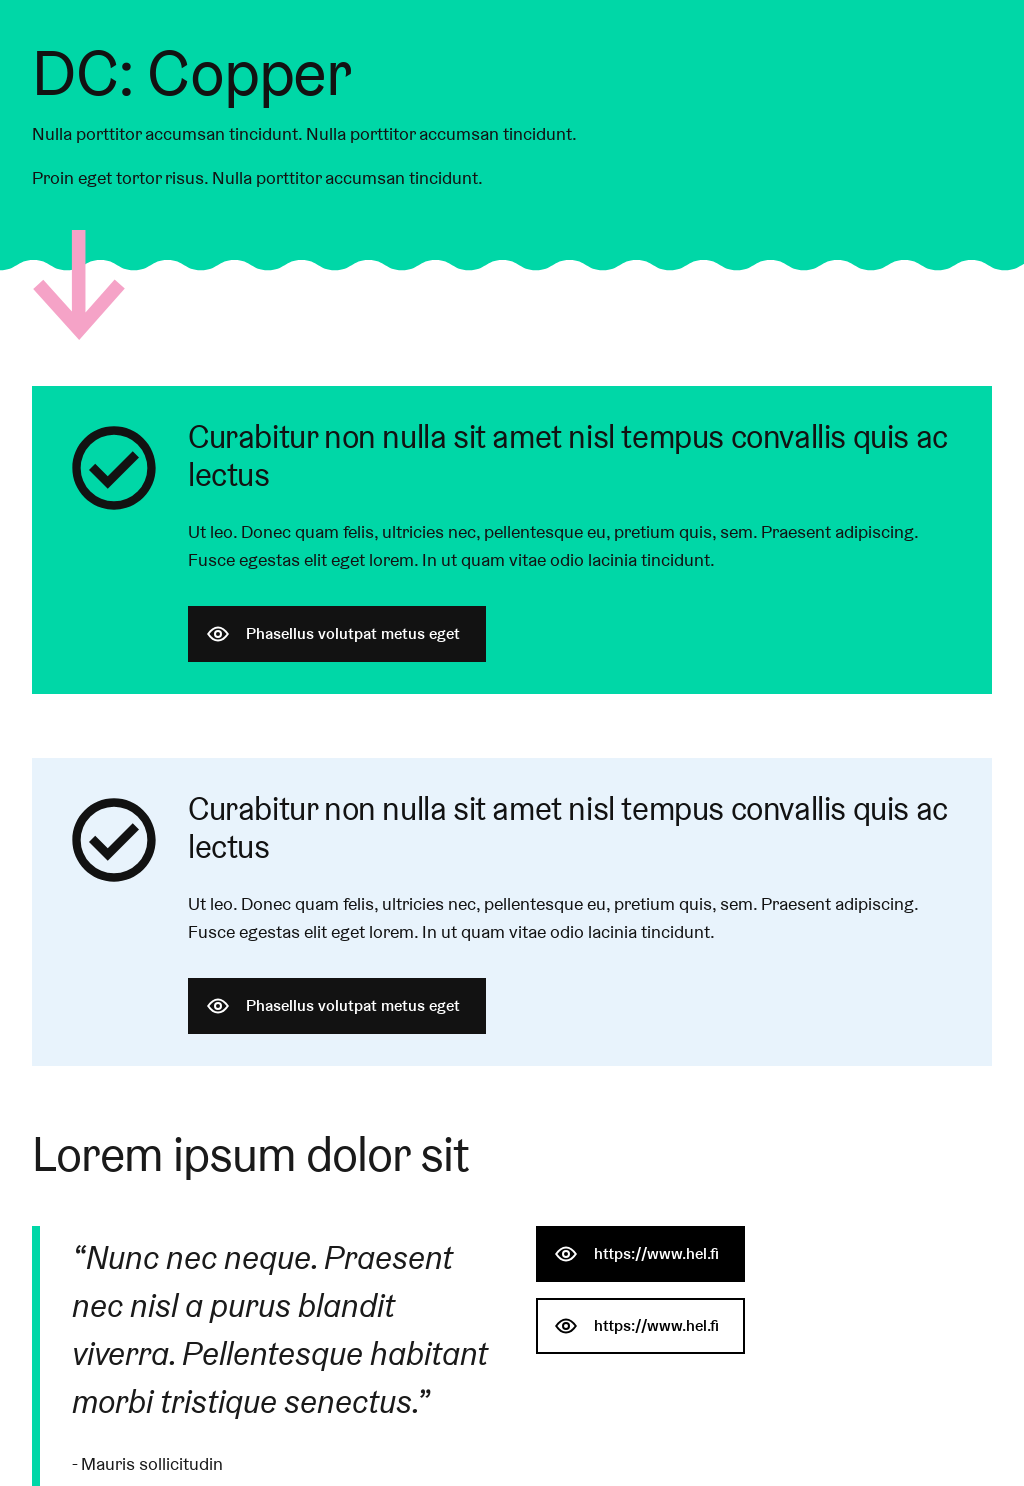 DC: Copper
Nulla porttitor accumsan tincidunt. Nulla porttitor accumsan tincidunt.
Proin eget tortor risus. Nulla porttitor accumsan tincidunt.
Curabitur non nulla sit amet nisl tempus convallis quis ac
lectus
Ut leo. Donec quam felis, ultricies nec, pellentesque eu, pretium quis, sem. Praesent adipiscing.
Fusce egestas elit eget lorem. In ut quam vitae odio lacinia tincidunt.
Phasellus volutpat metus eget
Curabitur non nulla sit amet nisl tempus convallis quis ac
lectus
Ut leo. Donec quam felis, ultricies nec, pellentesque eu, pretium quis, sem. Praesent adipiscing.
Fusce egestas elit eget lorem. In ut quam vitae odio lacinia tincidunt.
Phasellus volutpat metus eget
Lorem ipsum dolor sit
“Nunc nec neque. Praesent
nec nisl a purus blandit
viverra. Pellentesque habitant
morbi tristique senectus.”
- Mauris sollicitudin
https://www.hel.fi
https://www.hel.fi